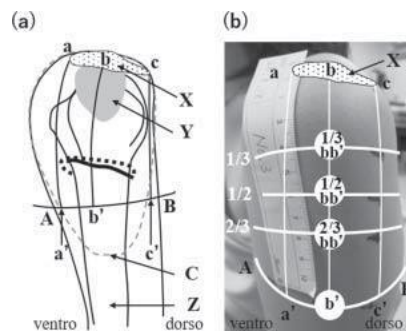 (a)
a
b
c
X
Y
A
B
b'
a'
c'
C
Z
ventro
dorso
(b)
a
b
c
X
1/3
1/3
bb'
1/2
1/2
bb'
2/3
2/3
bb'
A
a'
b'
c'
ventro
dorso